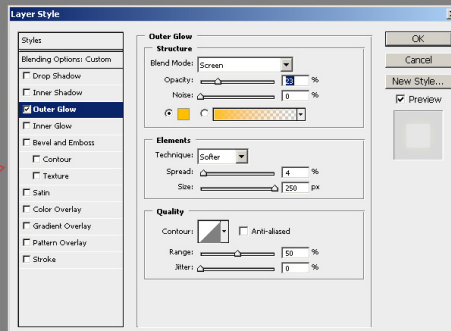 Layer Style
Styles
Blending Options: Custom
Drop Shadow
Inner Shadow
Outer Glow
Inner Glow
Bevel and Emboss
Contour
Texture
Satin
Color Overlay
Gradient Overlay
Pattern Overlay
Stroke
Outer Glow
Structure
Blend Mode: Screen
Opacity: 23 %
Noise: 0 %
Elements
Technique: Softer
Spread: 4 %
Size: 250 px
Quality
Contour: Anti-aliased
Range: 50 %
Jitter: 0 %
OK
Cancel
New Style...
Preview